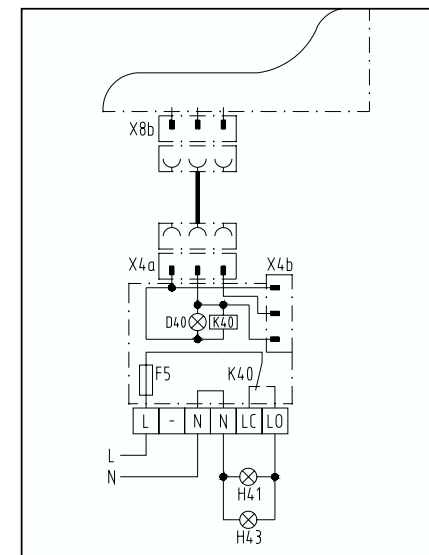 X8b
X4a X4b
D40 K40
F5 K40
L - N N LC LO
L
N
H41
H43